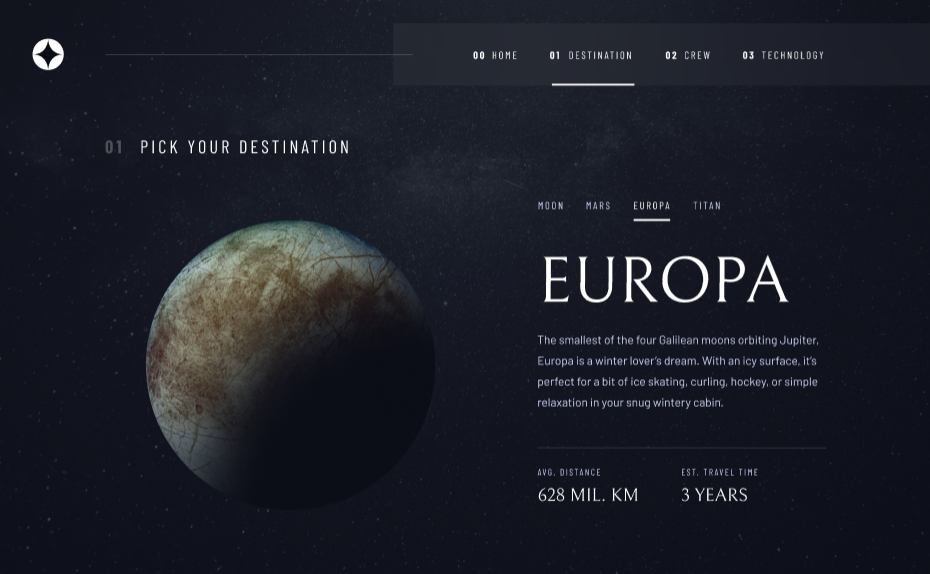 00 HOME 01 DESTINATION 02 CREW 03 TECHNOLOGY
01 PICK YOUR DESTINATION
MOON MARS EUROPA TITAN
EUROPA
The smallest of the four Galilean moons orbiting Jupiter,
Europa is a winter lover’s dream. With an icy surface, it’s
perfect for a bit of ice skating, curling, hockey, or simple
relaxation in your snug wintery cabin.
AVG. DISTANCE EST. TRAVEL TIME
628 MIL. KM 3 YEARS